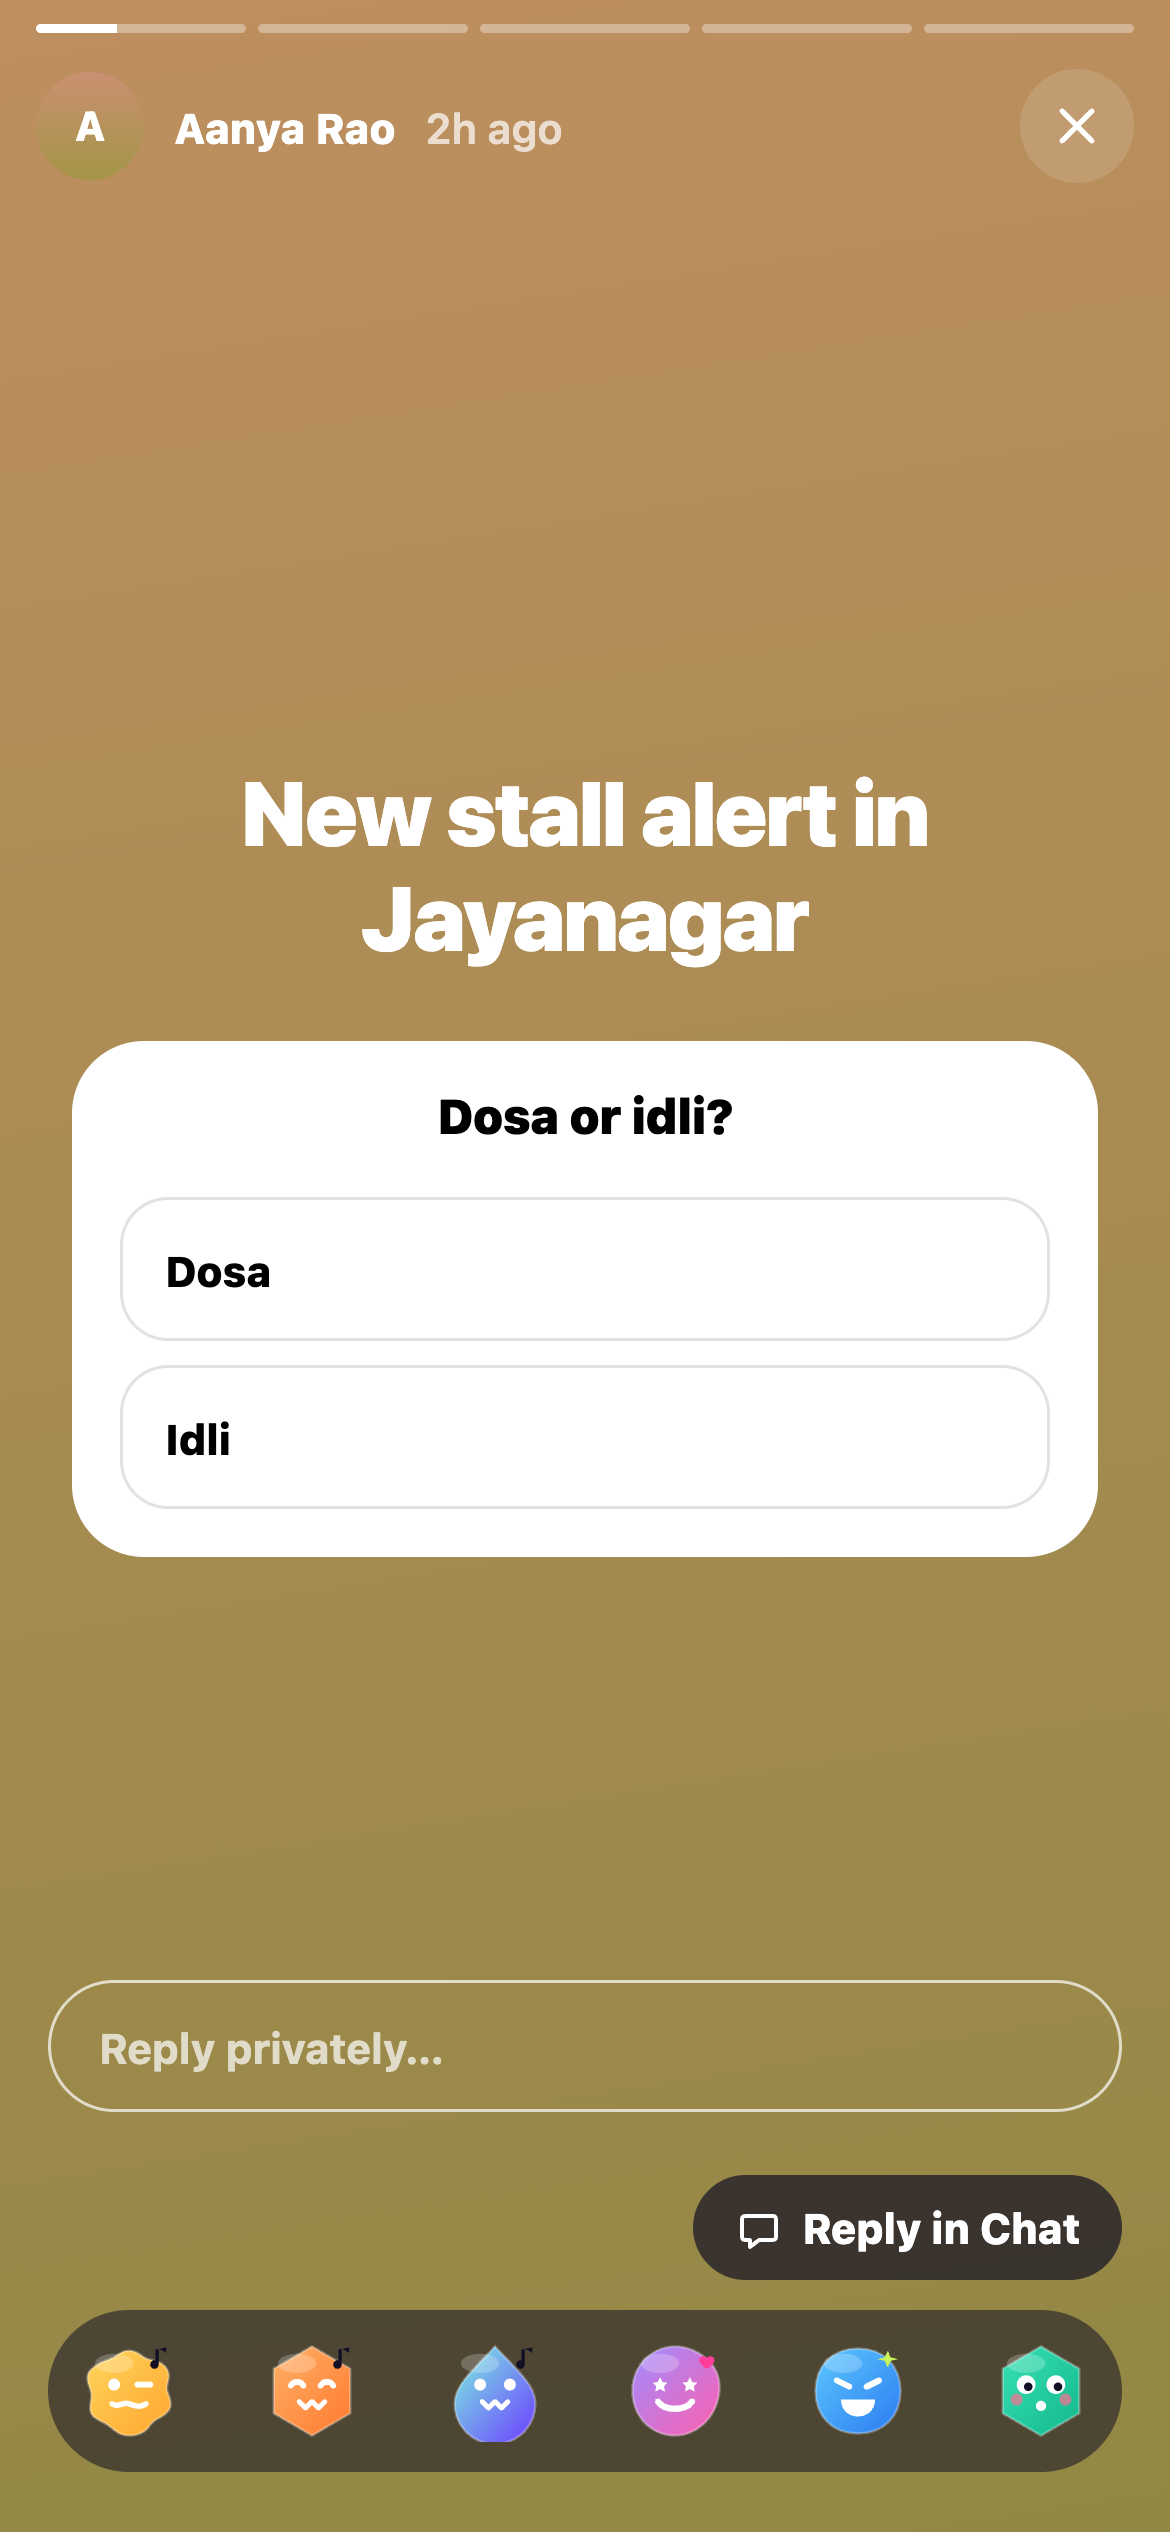 A
Aanya Rao 2h ago
New stall alert in
Jayanagar
Dosa or idli?
Dosa
Idli
Reply privately...
Reply in Chat